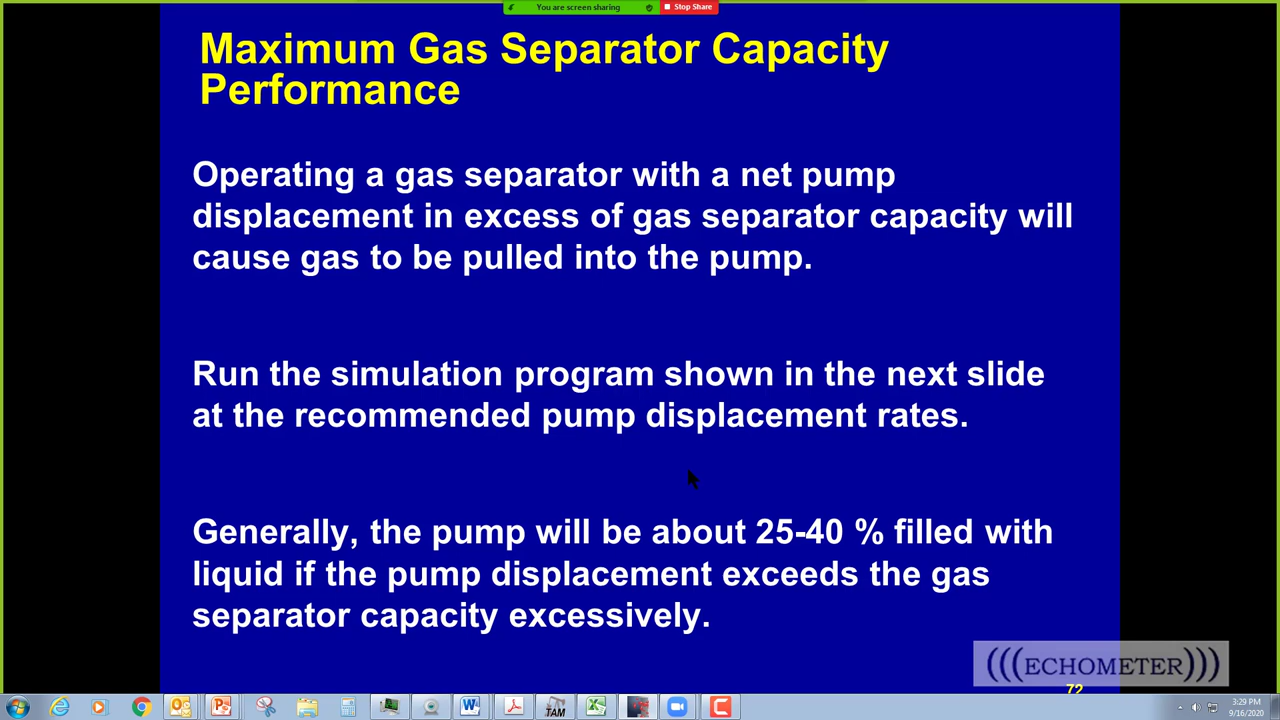 You are screen sharing
Stop Share
Maximum Gas Separator Capacity
Performance
Operating a gas separator with a net pump
displacement in excess of gas separator capacity will
cause gas to be pulled into the pump.
Run the simulation program shown in the next slide
at the recommended pump displacement rates.
Generally, the pump will be about 25-40 % filled with
liquid if the pump displacement exceeds the gas
separator capacity excessively.
(((ECHOMETER)))
72
TAM
3:29 PM
9/16/2020